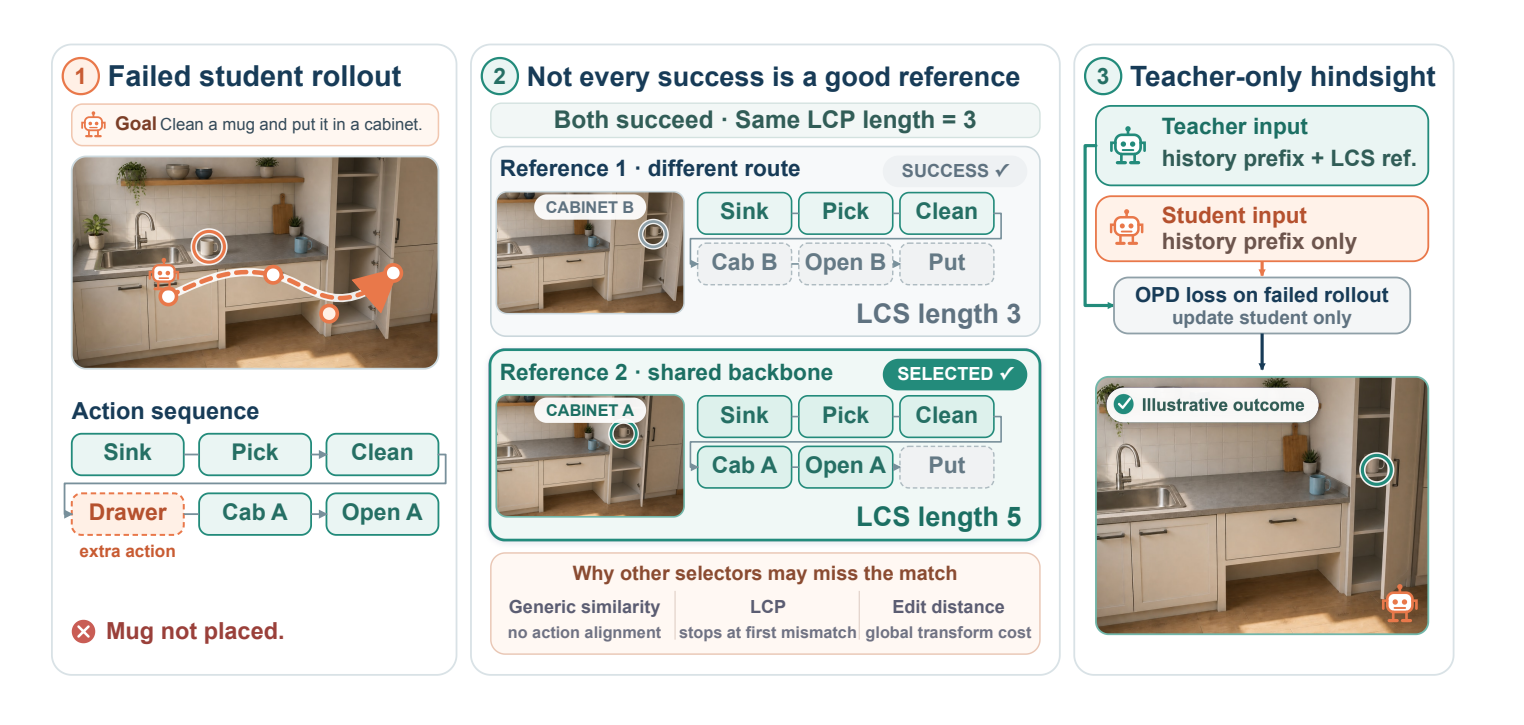 1 Failed student rollout
Goal Clean a mug and put it in a cabinet.
Action sequence
Sink Pick Clean
Drawer Cab A Open A
extra action
Mug not placed.
2 Not every success is a good reference
Both succeed · Same LCP length = 3
Reference 1 · different route SUCCESS ✓
CABINET B
Sink Pick Clean
Cab B Open B Put
LCS length 3
Reference 2 · shared backbone SELECTED ✓
CABINET A
Sink Pick Clean
Cab A Open A Put
LCS length 5
Why other selectors may miss the match
Generic similarity LCP Edit distance
no action alignment stops at first mismatch global transform cost
3 Teacher-only hindsight
Teacher input
history prefix + LCS ref.
Student input
history prefix only
OPD loss on failed rollout
update student only
Illustrative outcome